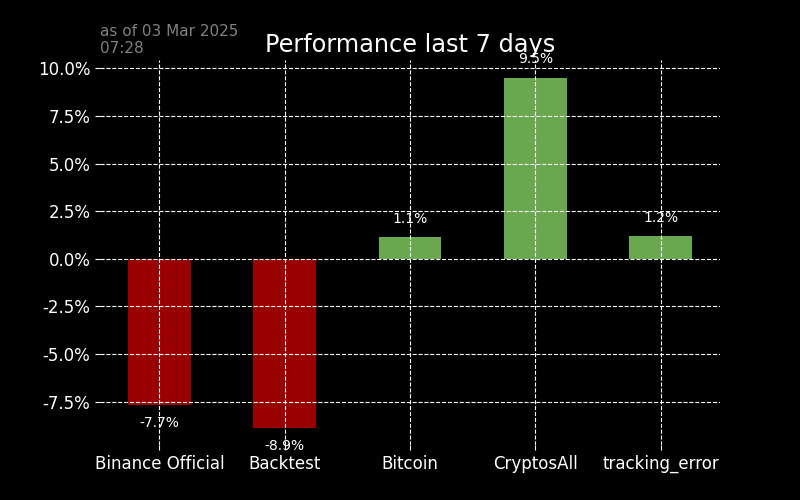 as of 03 Mar 2025
07:28
Performance last 7 days
10.0%
7.5%
5.0%
2.5%
0.0%
-2.5%
-5.0%
-7.5%
-7.7%
-8.9%
1.1%
9.5%
1.2%
Binance Official
Backtest
Bitcoin
CryptosAll
tracking_error